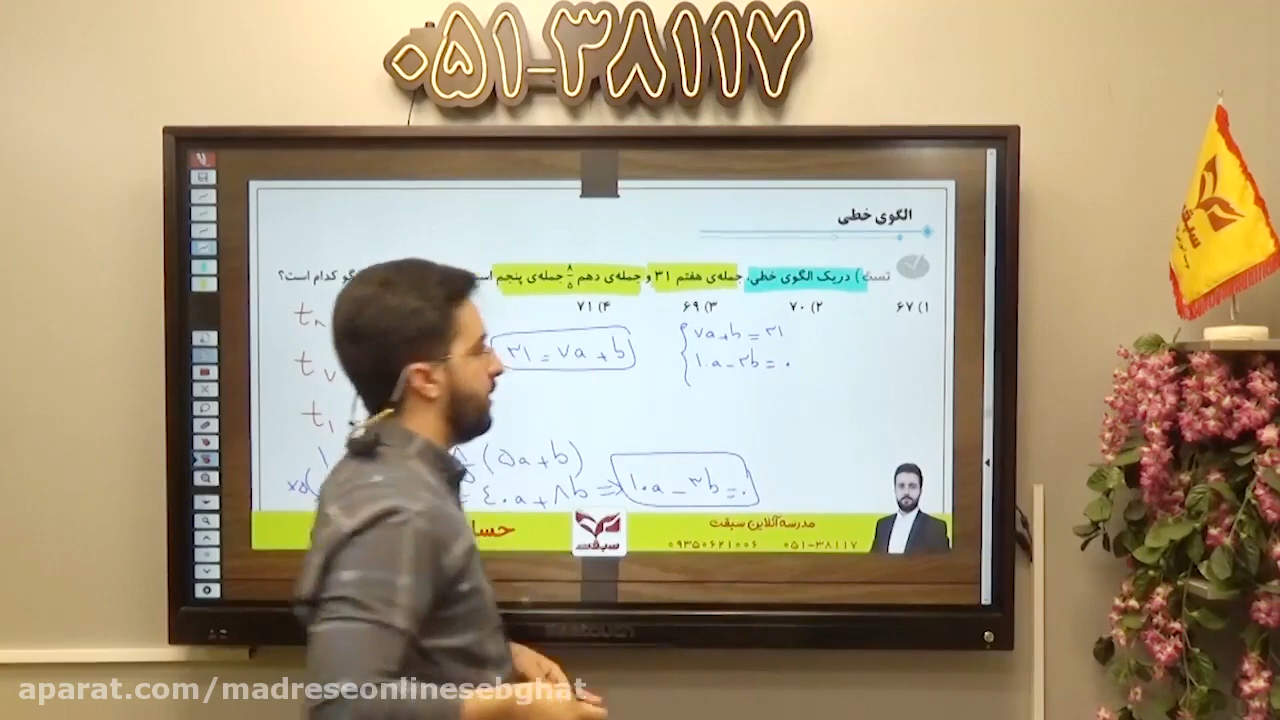 ۰۵۱-۳۸۱۱۷
الگوی خطی
تست) در یک الگوی خطی، جمله‌ی هفتم ۳۱ و جمله‌ی دهم ۸/۵ جمله‌ی پنجم کدام است؟
۱) ۶۷ ۲) ۷۰ ۳) ۶۹ ۴) ۷۱
۷a+b = ۳۱
۳۱ = ۷a + b
۱۰a - ۳b = ۰
(۵a+b)
= ۴۰a + ۸b ⇒ ۱۰a - ۳b = ۰
مدرسه آنلاین سبقت
۰۵۱-۳۸۱۱۷ ۰۹۳۵۰۶۲۱۰۰۶
سبقت
سبقت
aparat.com/madreseonlinesebghat